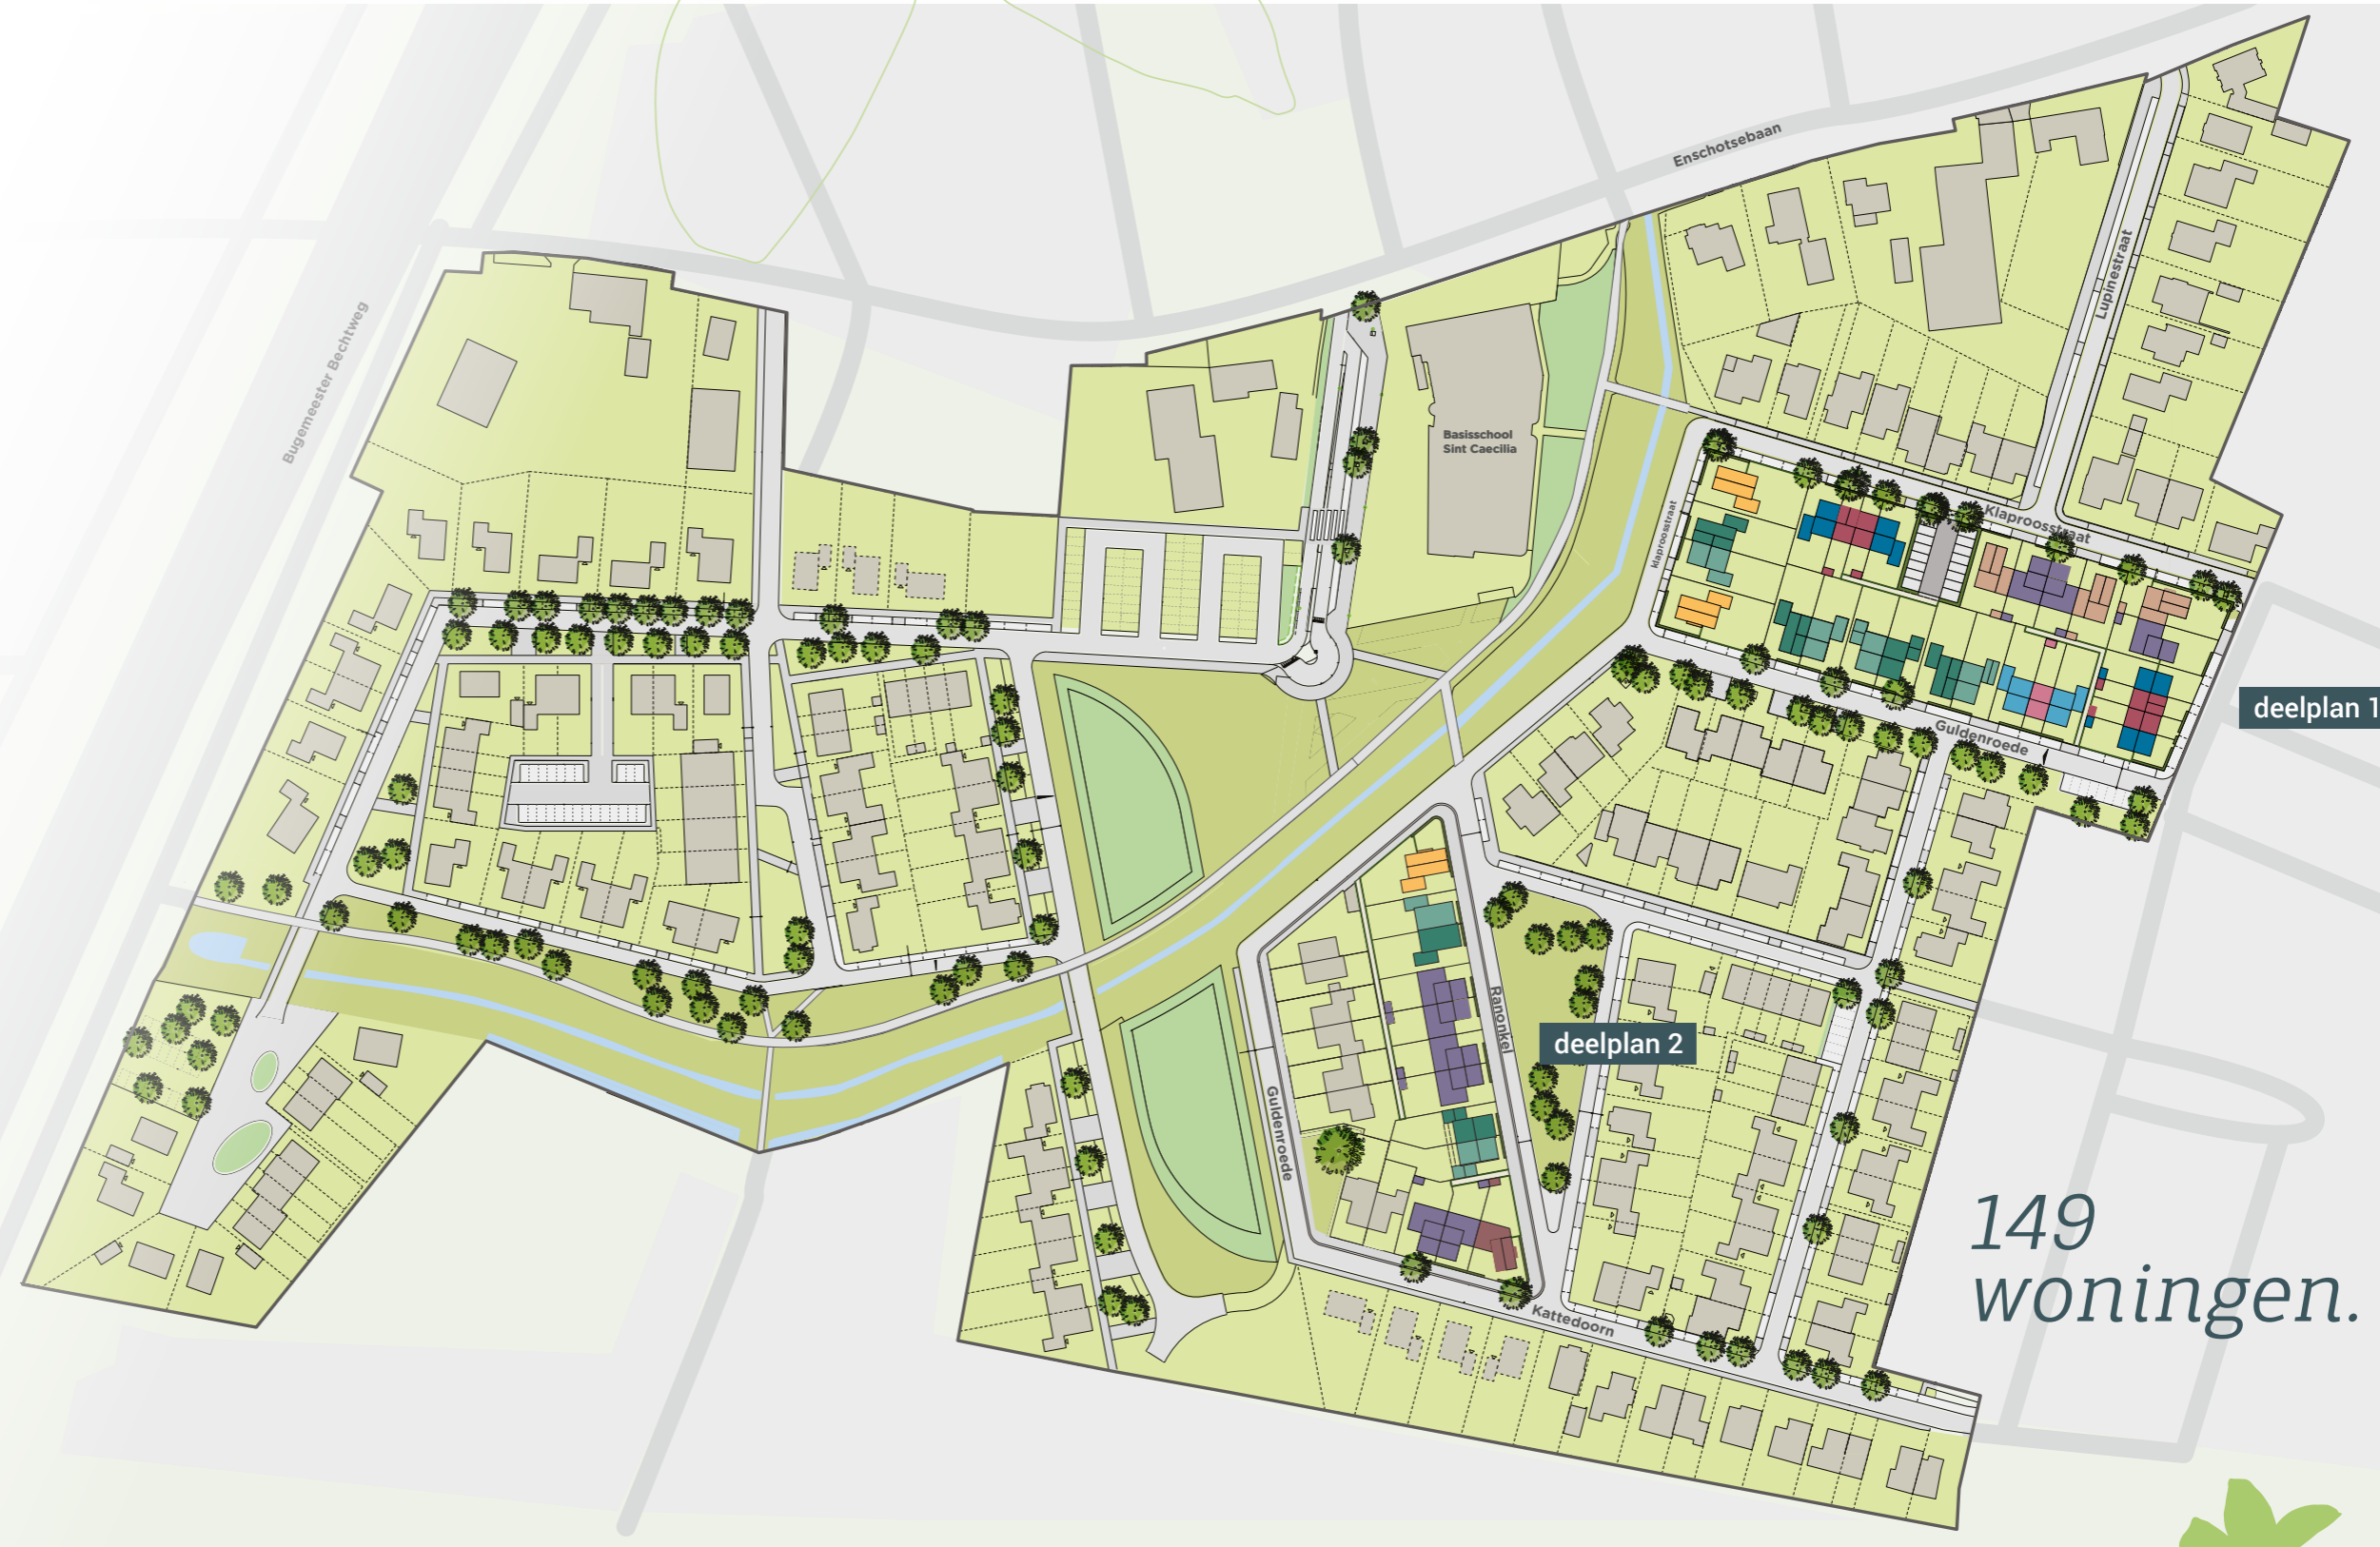 Enschotsebaan
Lupinestraat
Bugemeester Bechtweg
Basisschool
Sint Caecilia
Klaproosstraat
klaproosstraat
deelplan 1
Guldenroede
Ranonkel
deelplan 2
Guldenroede
149
woningen.
Kattedoorn